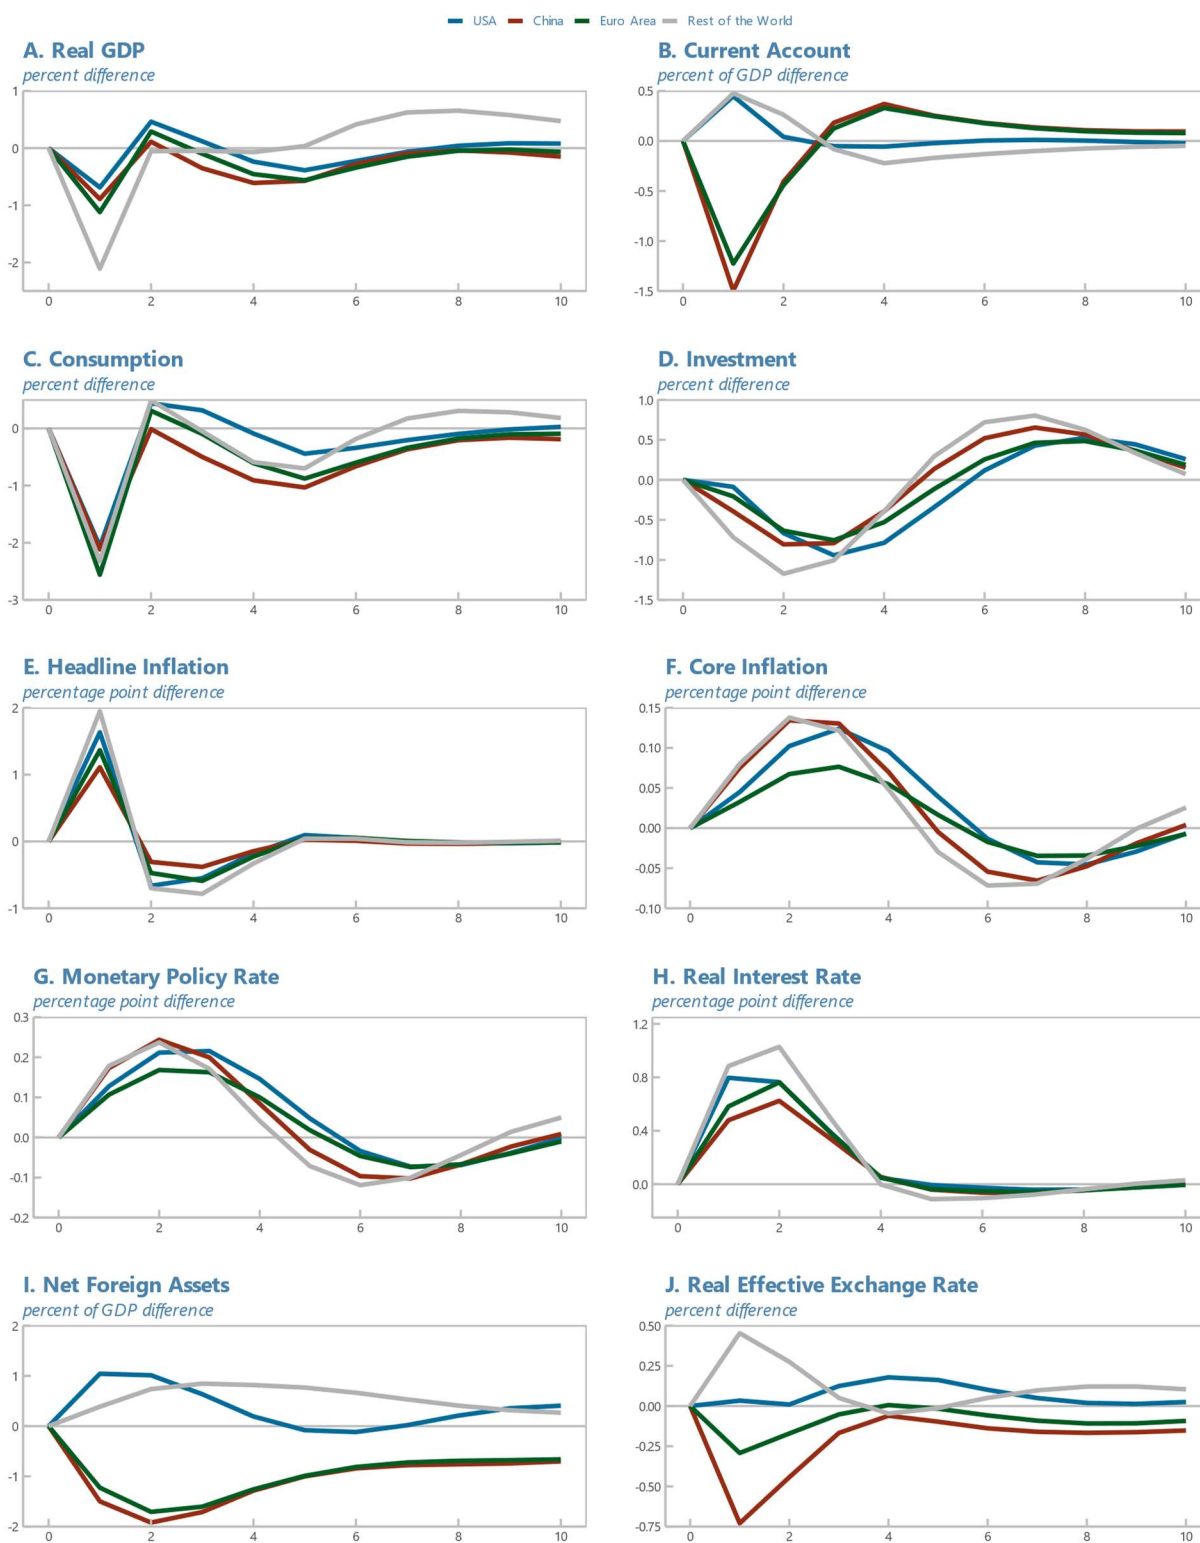 USA China Euro Area Rest of the World
A. Real GDP
percent difference
1
0
-1
-2
0 2 4 6 8 10
B. Current Account
percent of GDP difference
0.5
0.0
-0.5
-1.0
-1.5
0 2 4 6 8 10
C. Consumption
percent difference
0
-1
-2
-3
0 2 4 6 8 10
D. Investment
percent difference
1.0
0.5
0.0
-0.5
-1.0
-1.5
0 2 4 6 8 10
E. Headline Inflation
percentage point difference
2
1
0
-1
0 2 4 6 8 10
F. Core Inflation
percentage point difference
0.15
0.10
0.05
0.00
-0.05
-0.10
0 2 4 6 8 10
G. Monetary Policy Rate
percentage point difference
0.3
0.2
0.1
0.0
-0.1
-0.2
0 2 4 6 8 10
H. Real Interest Rate
percentage point difference
1.2
0.8
0.4
0.0
0 2 4 6 8 10
I. Net Foreign Assets
percent of GDP difference
2
1
0
-1
-2
0 2 4 6 8 10
J. Real Effective Exchange Rate
percent difference
0.50
0.25
0.00
-0.25
-0.50
-0.75
0 2 4 6 8 10